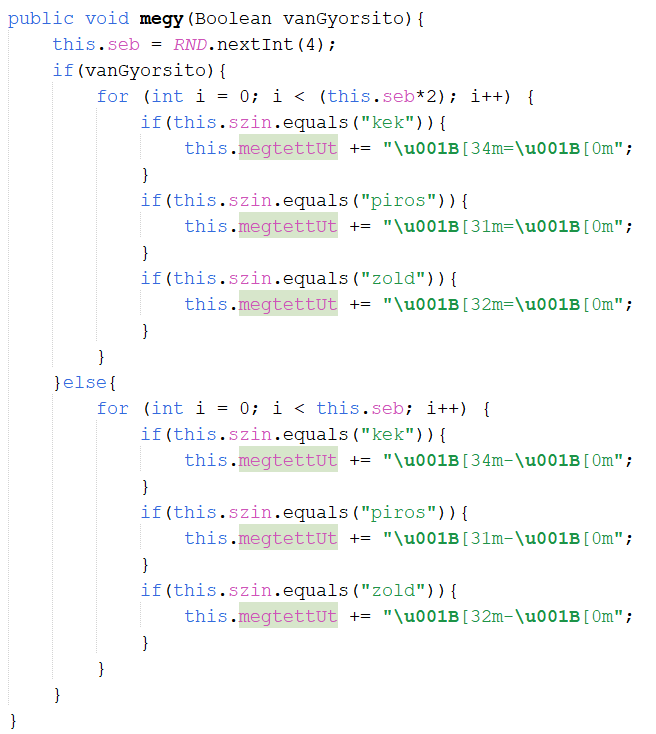 public void megy(Boolean vanGyorsito){
    this.seb = RND.nextInt(4);
    if(vanGyorsito){
        for (int i = 0; i < (this.seb*2); i++) {
            if(this.szin.equals("kek")){
                this.megtettUt += "\u001B[34m=\u001B[0m";
            }
            if(this.szin.equals("piros")){
                this.megtettUt += "\u001B[31m=\u001B[0m";
            }
            if(this.szin.equals("zold")){
                this.megtettUt += "\u001B[32m=\u001B[0m";
            }
        }
    }else{
        for (int i = 0; i < this.seb; i++) {
            if(this.szin.equals("kek")){
                this.megtettUt += "\u001B[34m-\u001B[0m";
            }
            if(this.szin.equals("piros")){
                this.megtettUt += "\u001B[31m-\u001B[0m";
            }
            if(this.szin.equals("zold")){
                this.megtettUt += "\u001B[32m-\u001B[0m";
            }
        }
    }
}